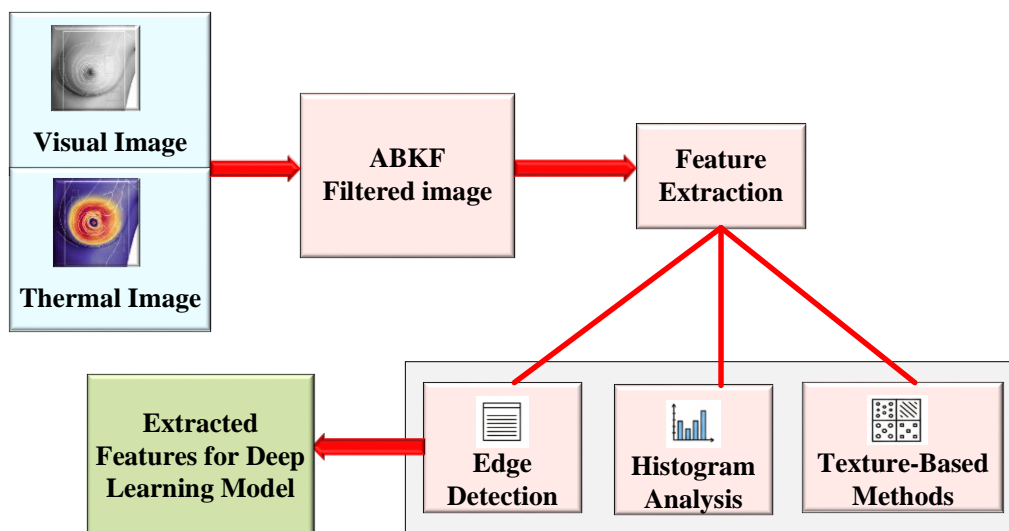 Visual Image
Thermal Image
ABKF
Filtered image
Feature
Extraction
Edge
Detection
Histogram
Analysis
Texture-Based
Methods
Extracted
Features for Deep
Learning Model